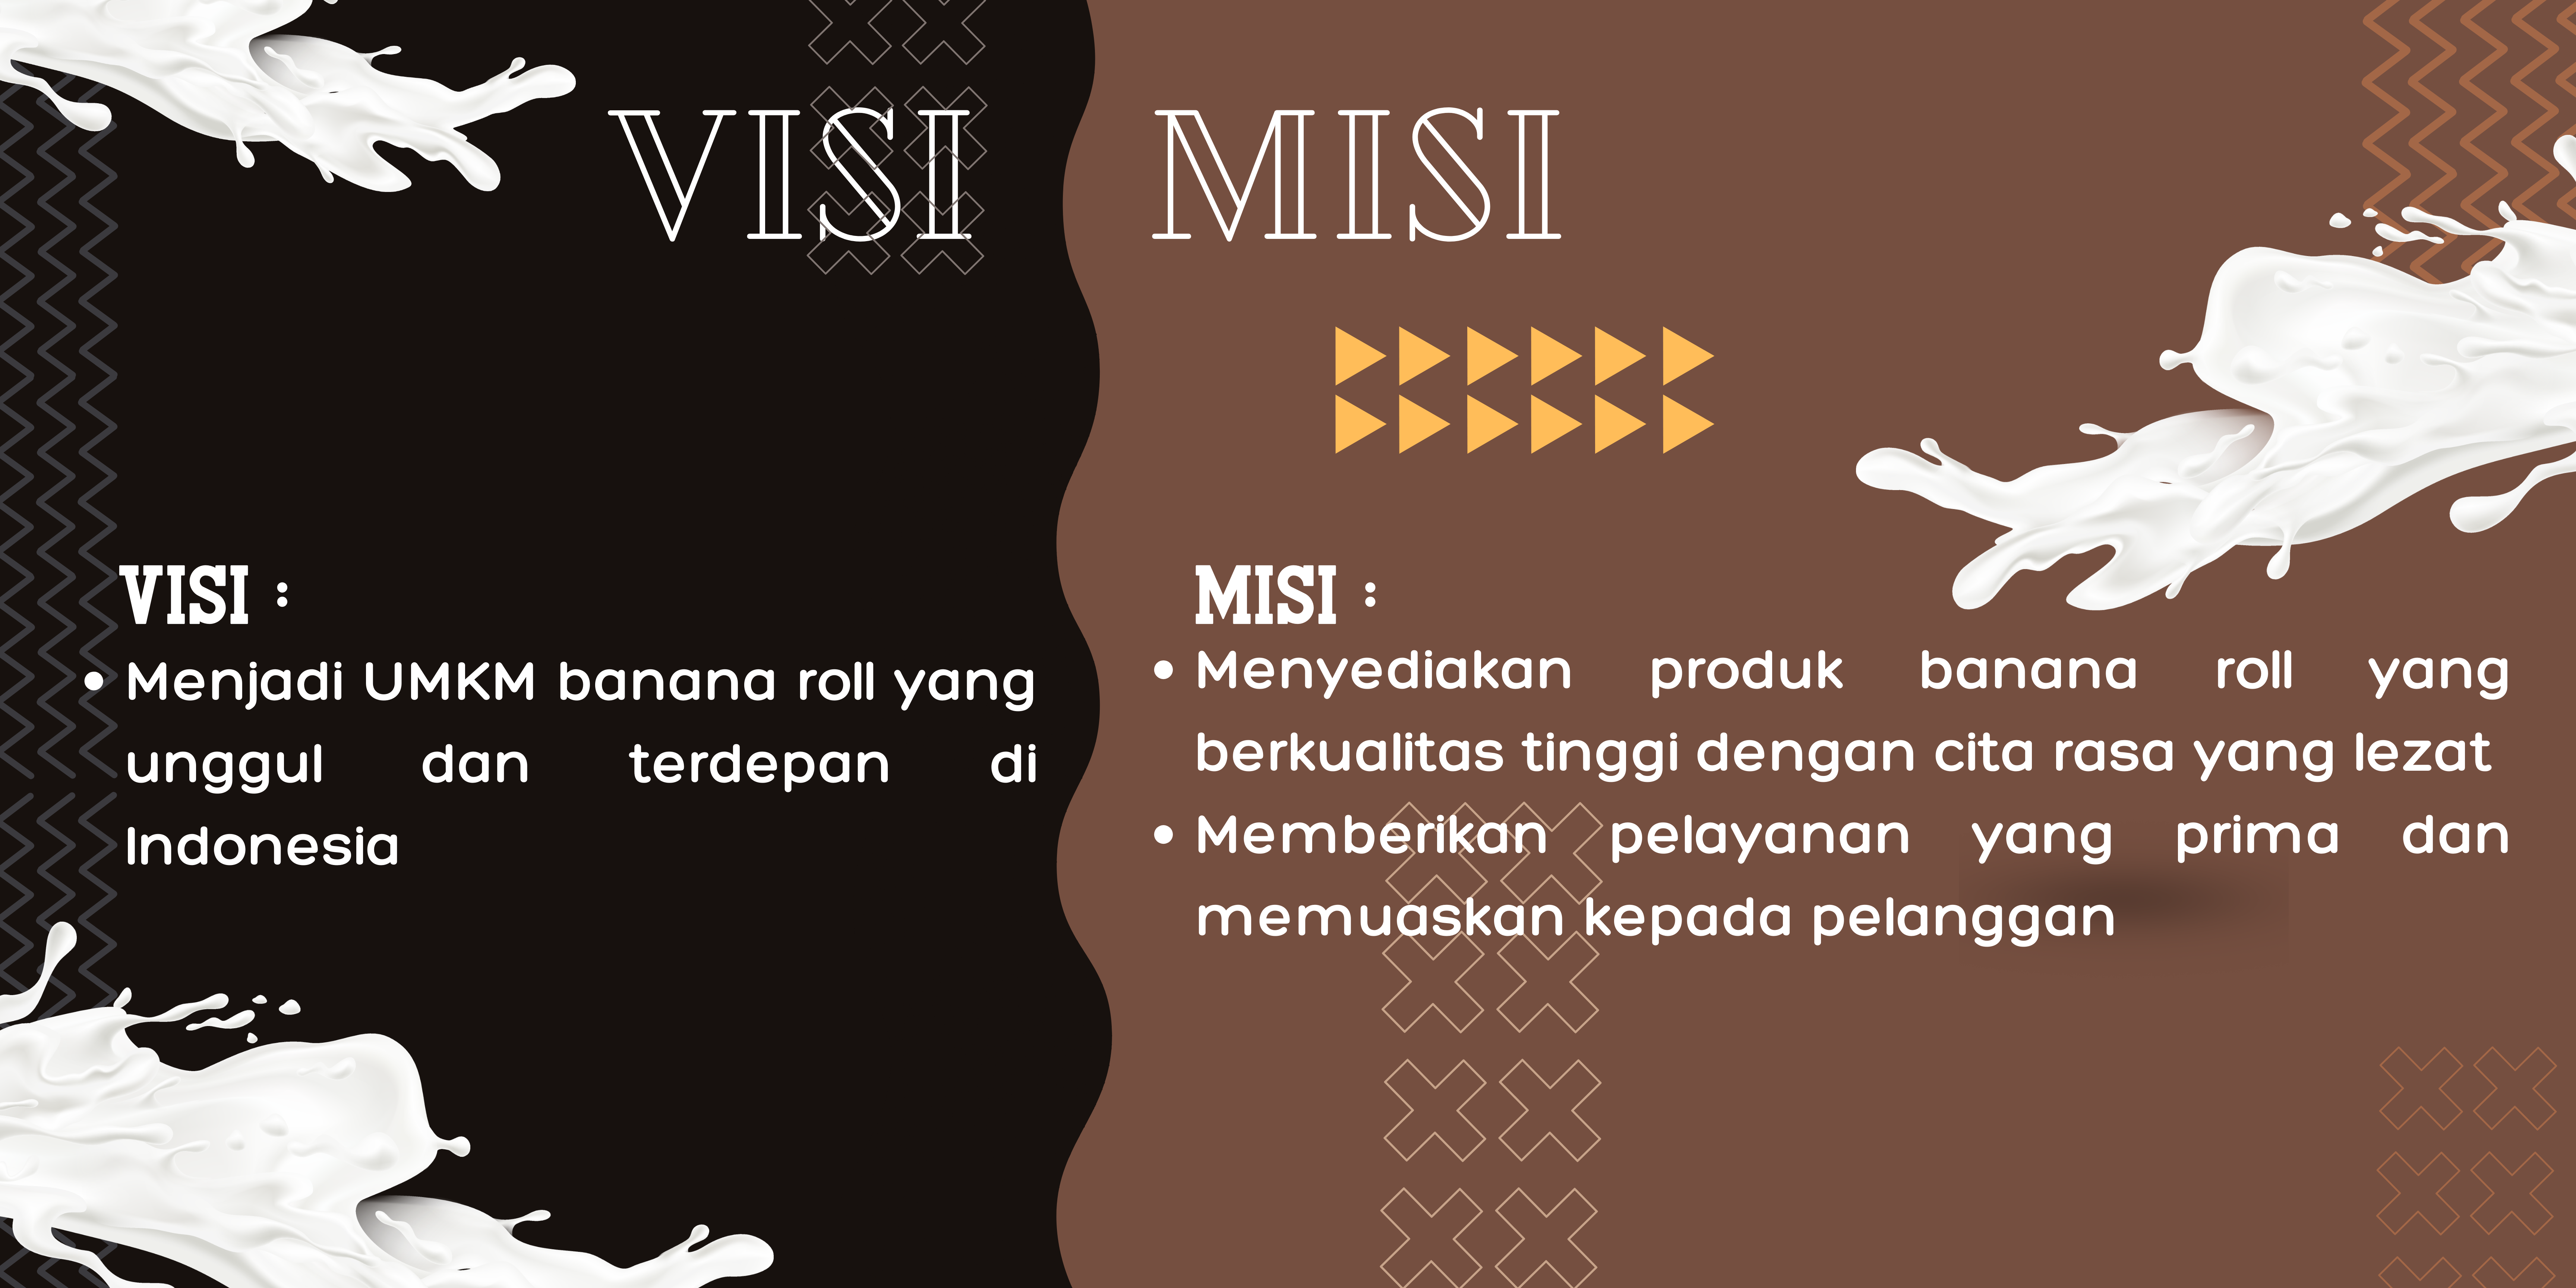 VISI MISI
VISI :
• Menjadi UMKM banana roll yang
unggul dan terdepan di
Indonesia
MISI :
• Menyediakan produk banana roll yang
berkualitas tinggi dengan cita rasa yang lezat
• Memberikan pelayanan yang prima dan
memuaskan kepada pelanggan